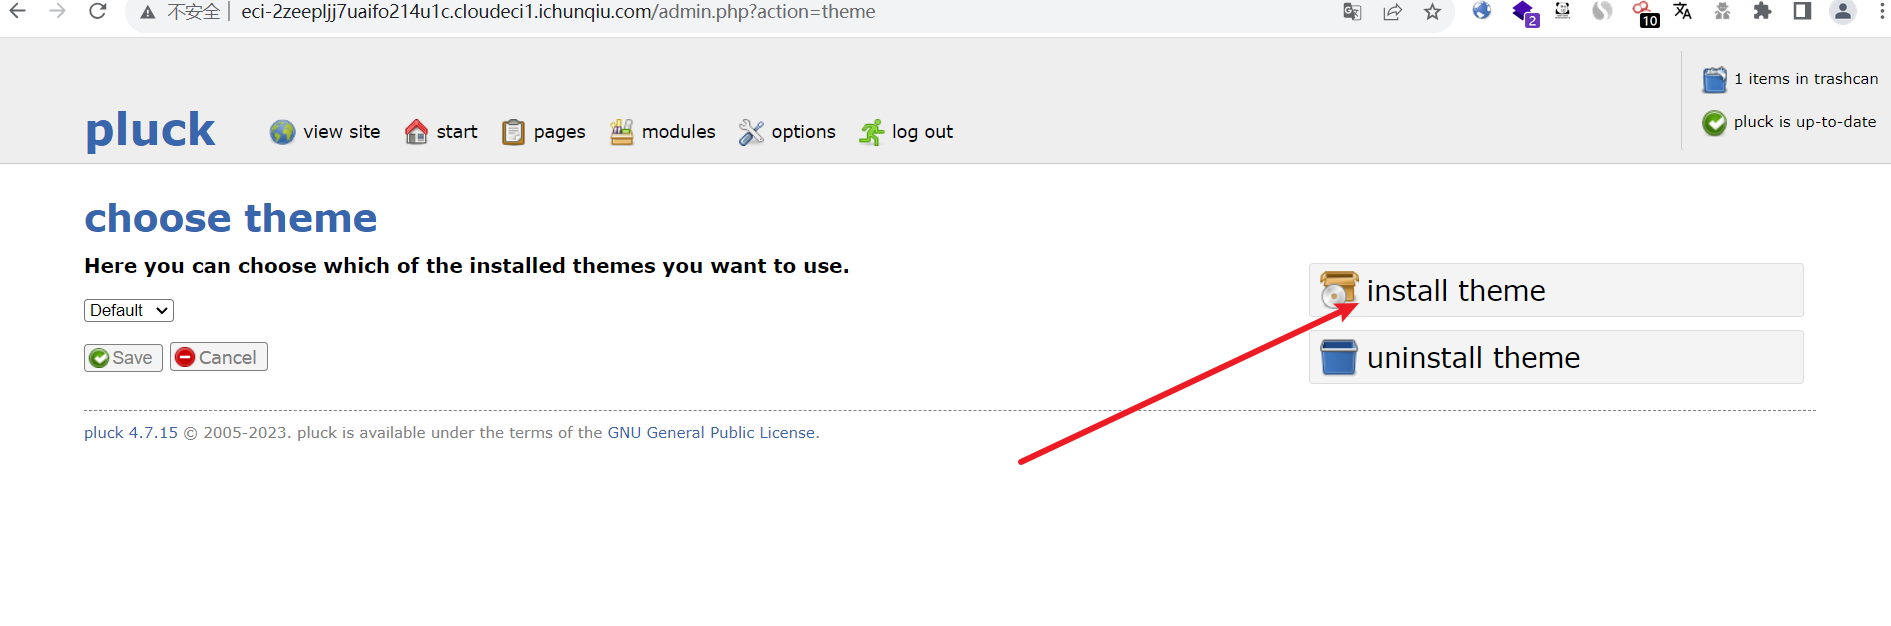 不安全 eci-2zeepljj7uaifo214u1c.cloudeci1.ichunqiu.com/admin.php?action=theme
2
10
1 items in trashcan
pluck view site start pages modules options log out
pluck is up-to-date
choose theme
Here you can choose which of the installed themes you want to use.
install theme
Default
uninstall theme
Save Cancel
pluck 4.7.15 © 2005-2023. pluck is available under the terms of the GNU General Public License.